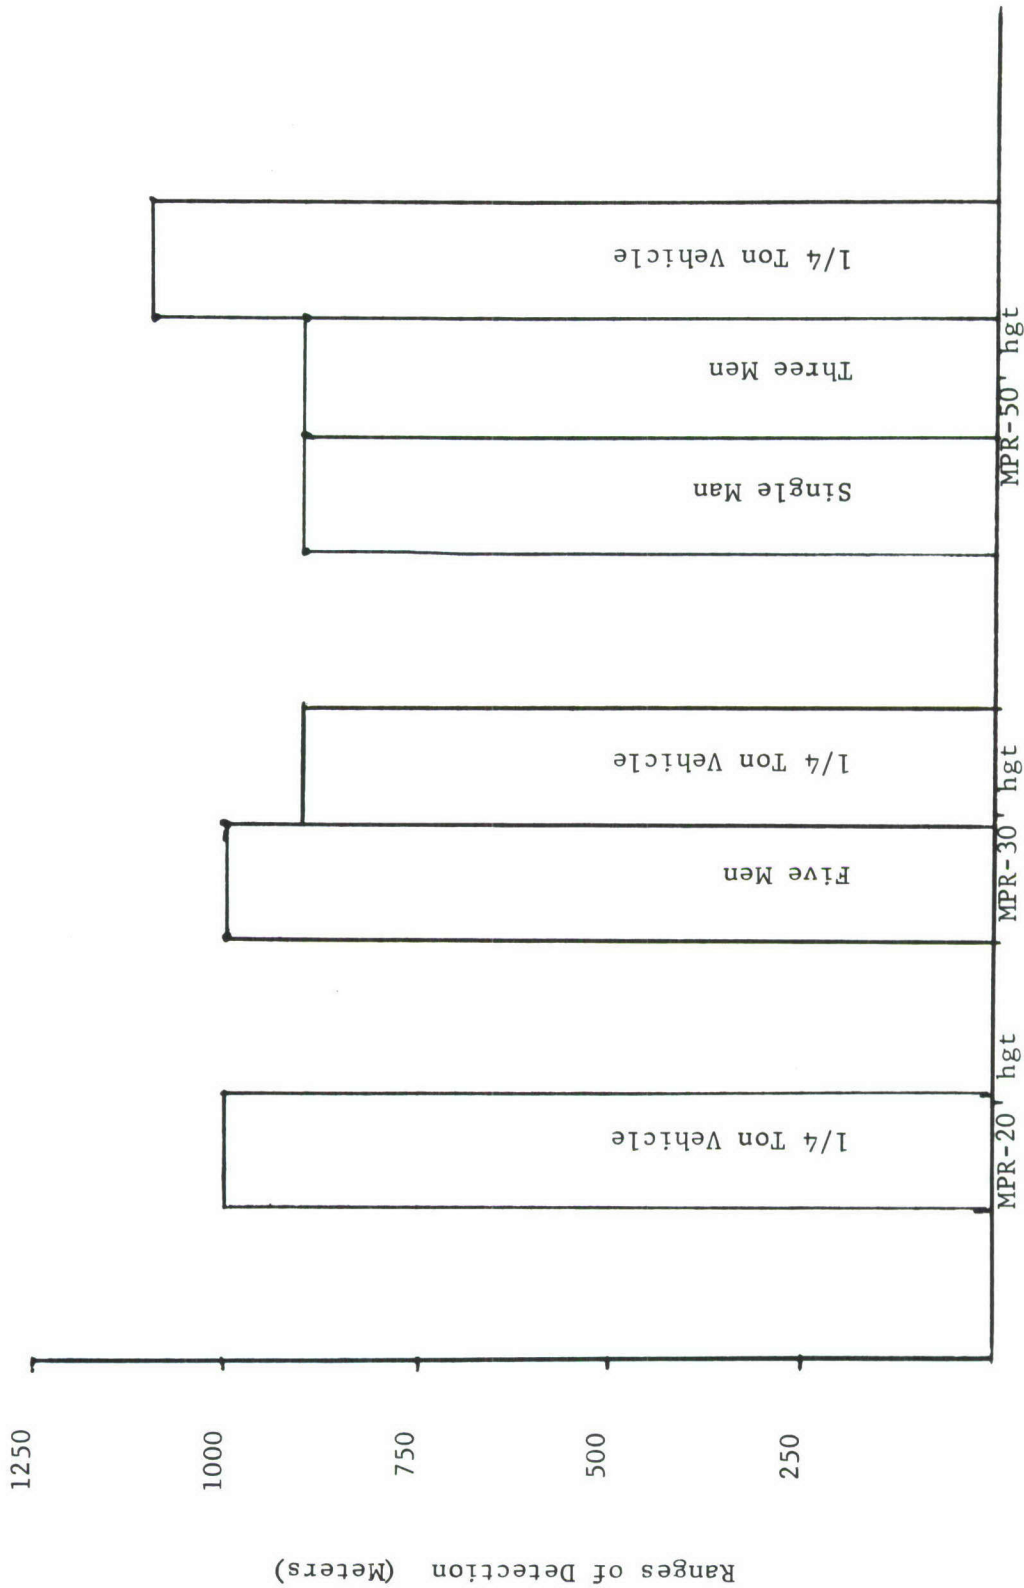 Ranges of Detection (Meters)
1250
1000
750
500
250
1/4 Ton Vehicle
MPR-20' hgt
Five Men
1/4 Ton Vehicle
MPR-30' hgt
Single Man
Three Men
1/4 Ton Vehicle
MPR-50' hgt